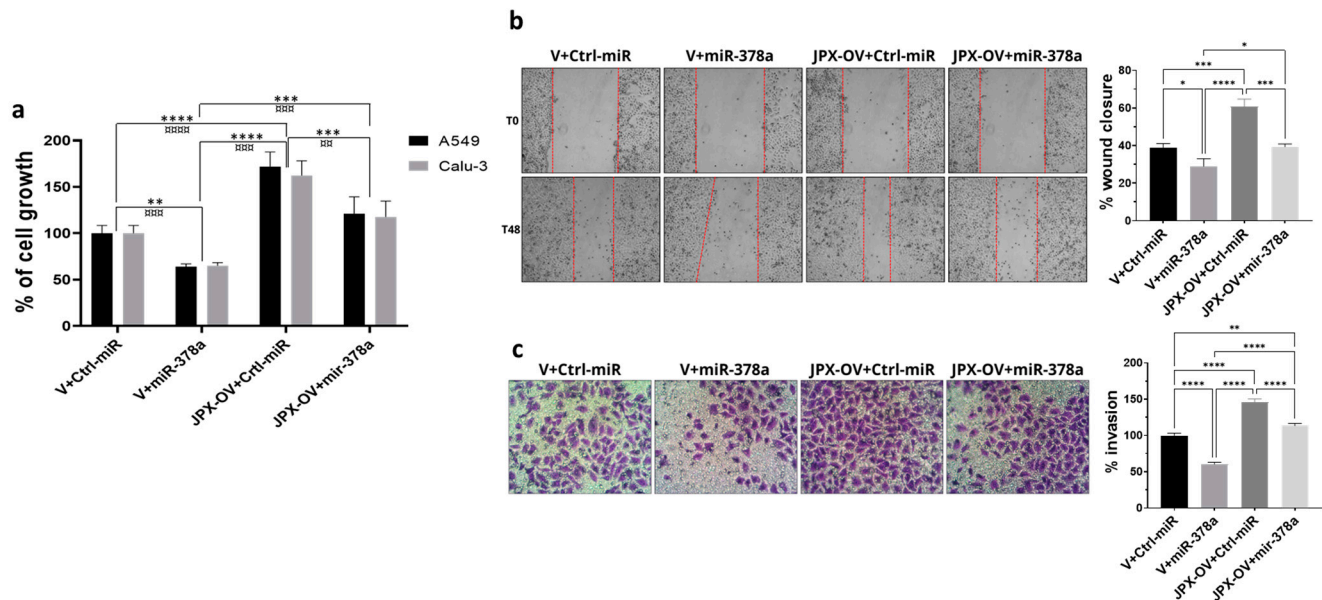 a
***
¤¤¤
****
¤¤¤¤
****
¤¤¤
***
¤¤
**
¤¤¤
A549
Calu-3
% of cell growth
200
150
100
50
0
V+Ctrl-miR
V+miR-378a
JPX-OV+Crtl-miR
JPX-OV+mir-378a
b
V+Ctrl-miR
V+miR-378a
JPX-OV+Ctrl-miR
JPX-OV+miR-378a
T0
T48
*
***
*
****
***
% wound closure
80
60
40
20
0
V+Ctrl-miR
V+miR-378a
JPX-OV+Ctrl-miR
JPX-OV+mir-378a
c
V+Ctrl-miR
V+miR-378a
JPX-OV+Ctrl-miR
JPX-OV+miR-378a
**
****
****
****
****
****
% invasion
200
150
100
50
0
V+Ctrl-miR
V+miR-378a
JPX-OV+Ctrl-miR
JPX-OV+mir-378a